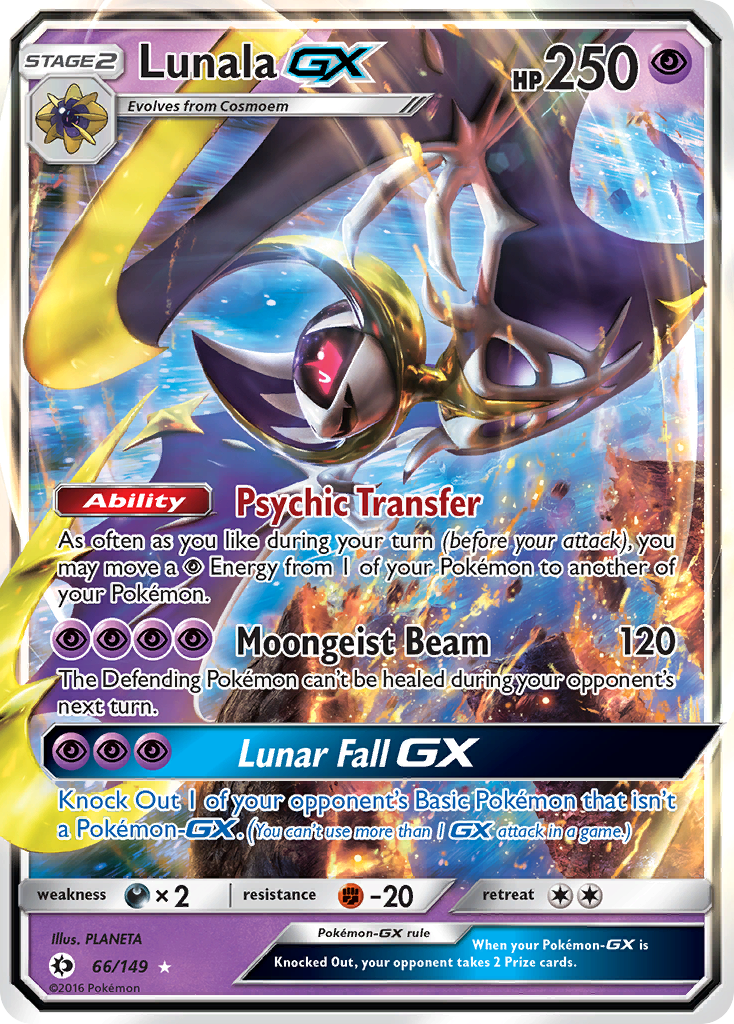 STAGE2
Lunala GX
HP250
Evolves from Cosmoem
Ability Psychic Transfer
As often as you like during your turn (before your attack), you
may move a Energy from 1 of your Pokémon to another of
your Pokémon.
Moongeist Beam 120
The Defending Pokémon can't be healed during your opponent's
next turn.
Lunar Fall GX
Knock Out 1 of your opponent's Basic Pokémon that isn't
a Pokémon-GX. (You can't use more than 1 GX attack in a game.)
weakness ×2 resistance -20 retreat
Illus. PLANETA
Pokémon-GX rule
When your Pokémon-GX is
Knocked Out, your opponent takes 2 Prize cards.
66/149
©2016 Pokémon